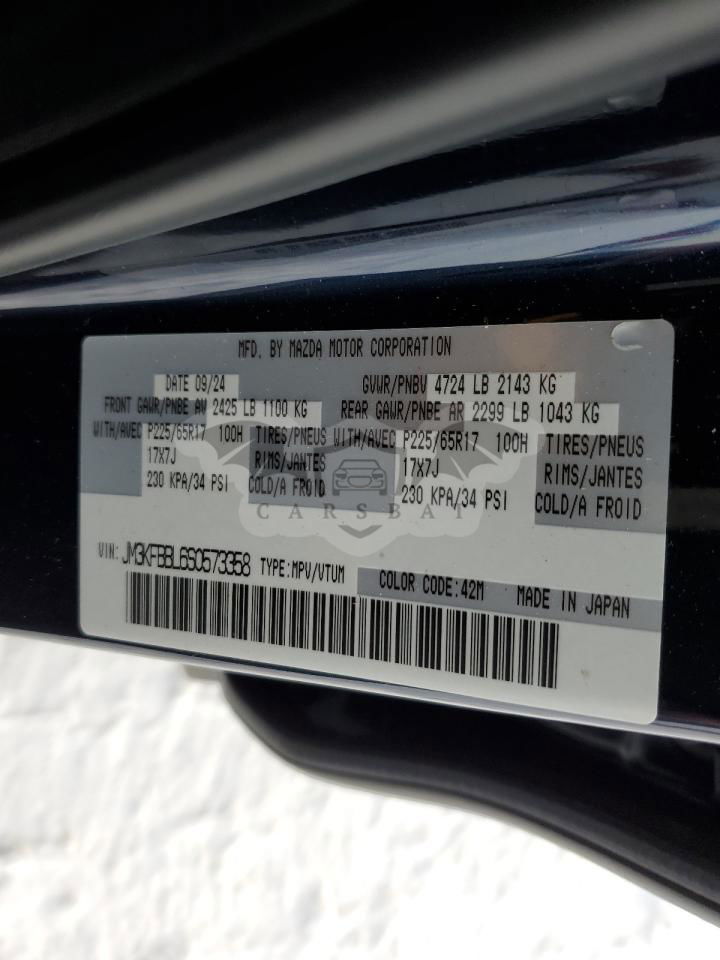 MFD. BY MAZDA MOTOR CORPORATION
DATE 09/24 GVWR/PNBV 4724 LB 2143 KG
FRONT GAWR/PNBE AV 2425 LB 1100 KG REAR GAWR/PNBE AR 2299 LB 1043 KG
WITH/AVEC P225/65R17 100H TIRES/PNEUS WITH/AVEC P225/65R17 100H TIRES/PNEUS
17X7J RIMS/JANTES 17X7J RIMS/JANTES
230 KPA/34 PSI COLD/A FROID 230 KPA/34 PSI COLD/A FROID
CARSBAT
VIN: JM3KFBBL6S0573358 TYPE:MPV/VTUM COLOR CODE:42M MADE IN JAPAN